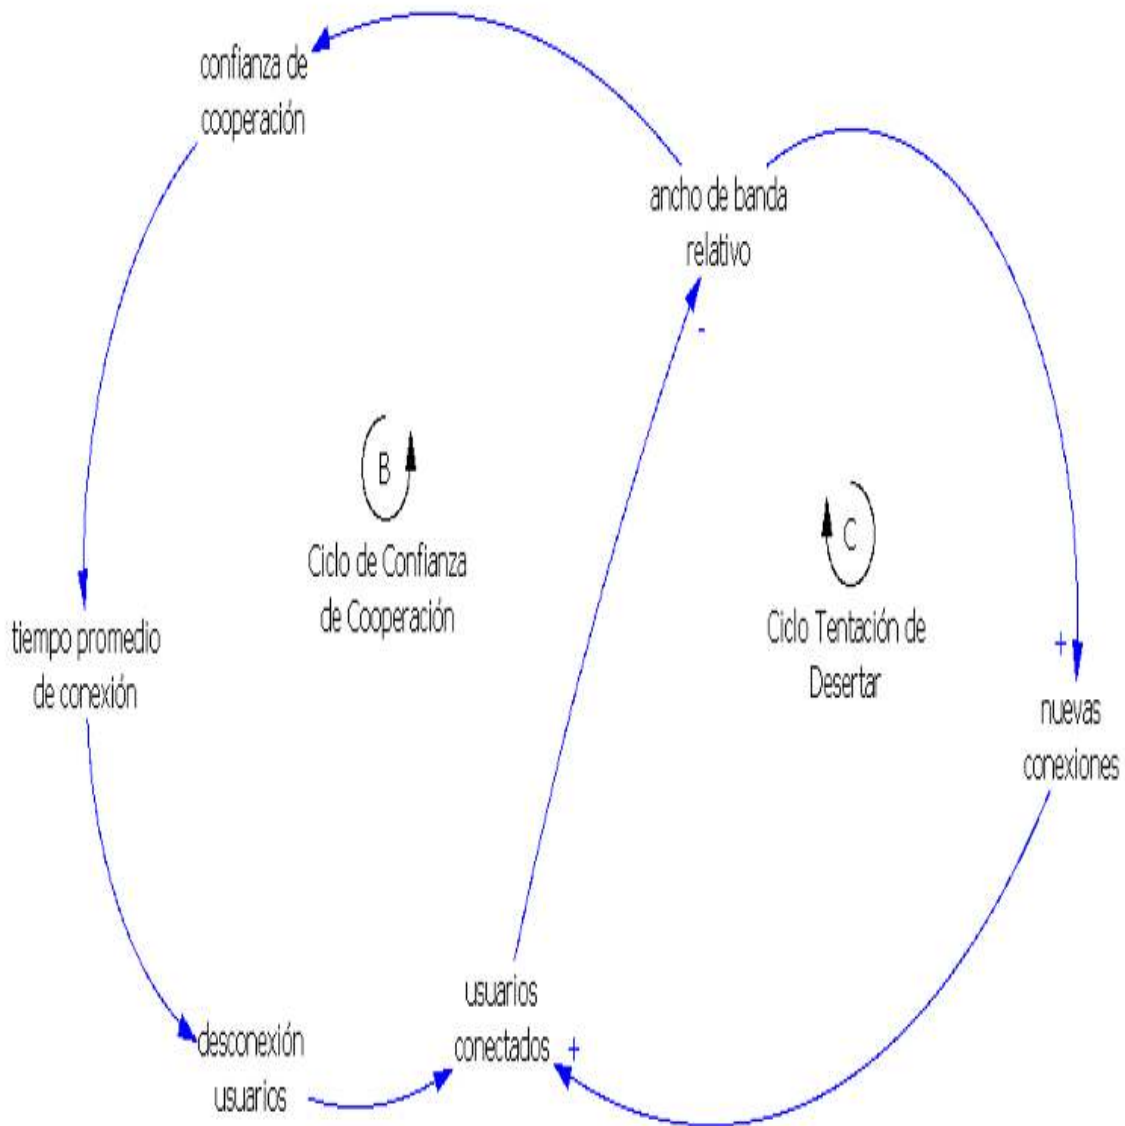 confianza de
cooperación
ancho de banda
relativo
-
B
Ciclo de Confianza
de Cooperación
C
Ciclo Tentación de
Desertar
tiempo promedio
de conexión
+
nuevas
conexiones
usuarios
conectados +
desconexión
usuarios